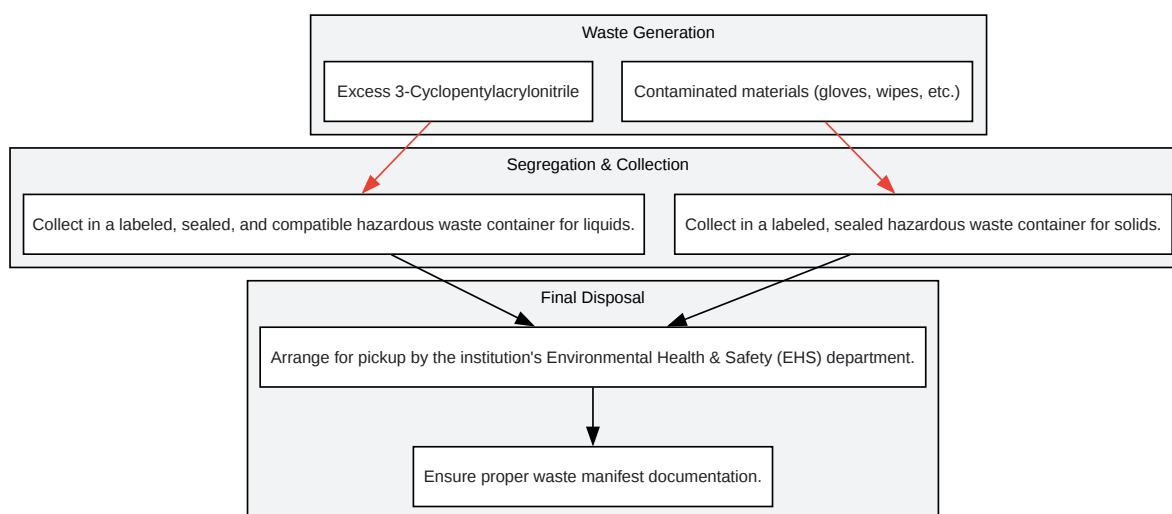 Waste Generation
Excess 3-Cyclopentylacrylonitrile
Contaminated materials (gloves, wipes, etc.)
Segregation & Collection
Collect in a labeled, sealed, and compatible hazardous waste container for liquids.
Collect in a labeled, sealed hazardous waste container for solids.
Final Disposal
Arrange for pickup by the institution's Environmental Health & Safety (EHS) department.
Ensure proper waste manifest documentation.